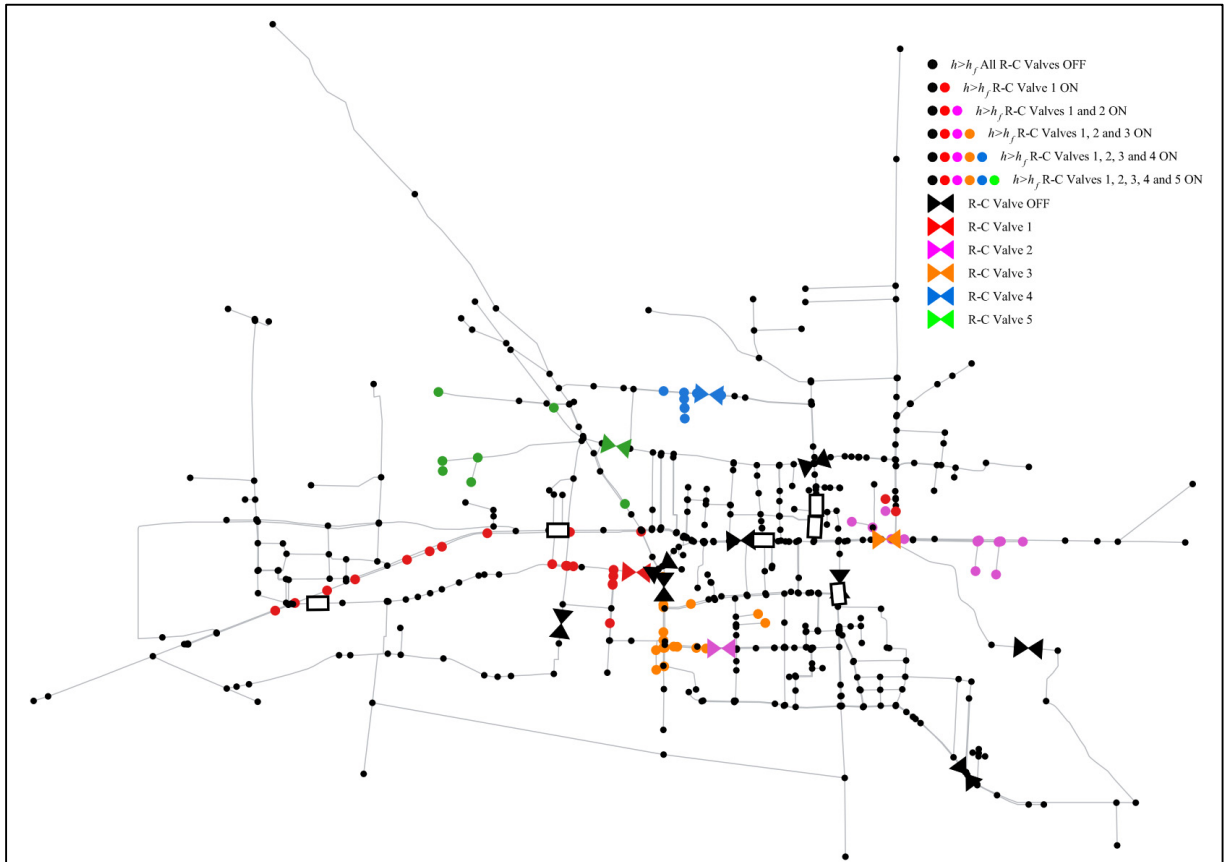 h>hf All R-C Valves OFF
h>hf R-C Valve 1 ON
h>hf R-C Valves 1 and 2 ON
h>hf R-C Valves 1, 2 and 3 ON
h>hf R-C Valves 1, 2, 3 and 4 ON
h>hf R-C Valves 1, 2, 3, 4 and 5 ON
R-C Valve OFF
R-C Valve 1
R-C Valve 2
R-C Valve 3
R-C Valve 4
R-C Valve 5